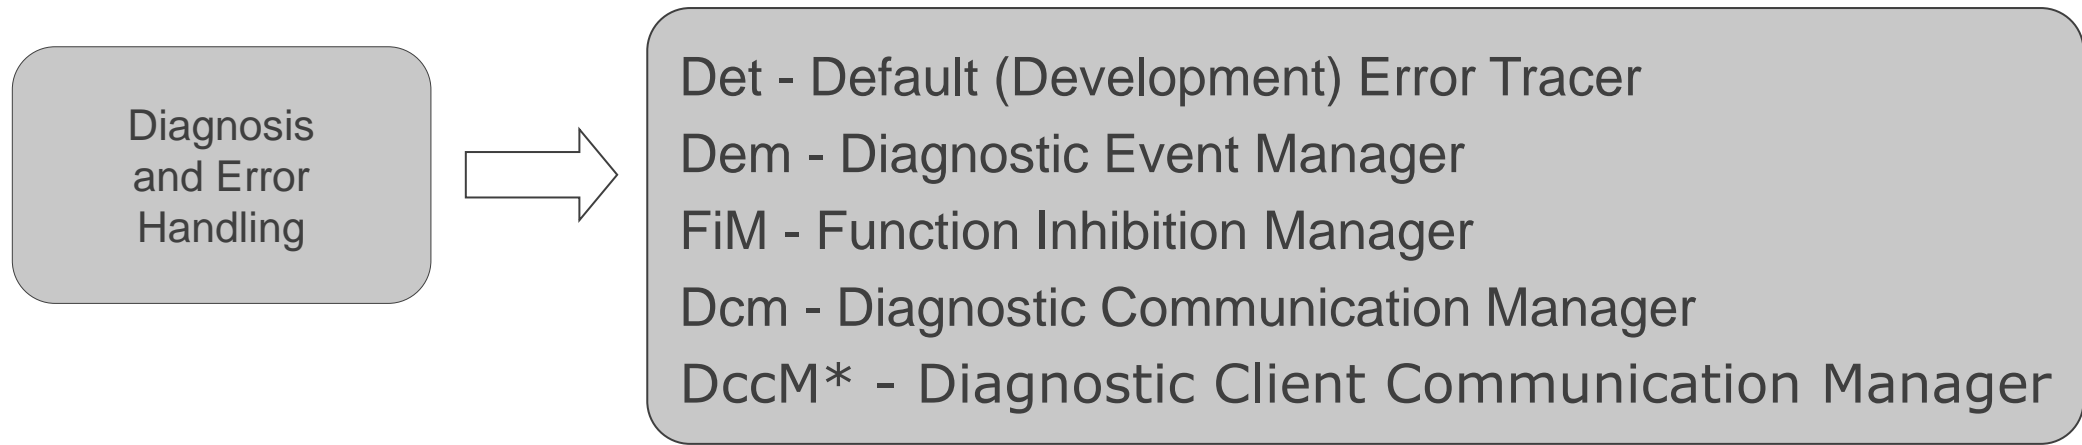 Diagnosis
and Error
Handling
Det - Default (Development) Error Tracer
Dem - Diagnostic Event Manager
FiM - Function Inhibition Manager
Dcm - Diagnostic Communication Manager
DccM* - Diagnostic Client Communication Manager